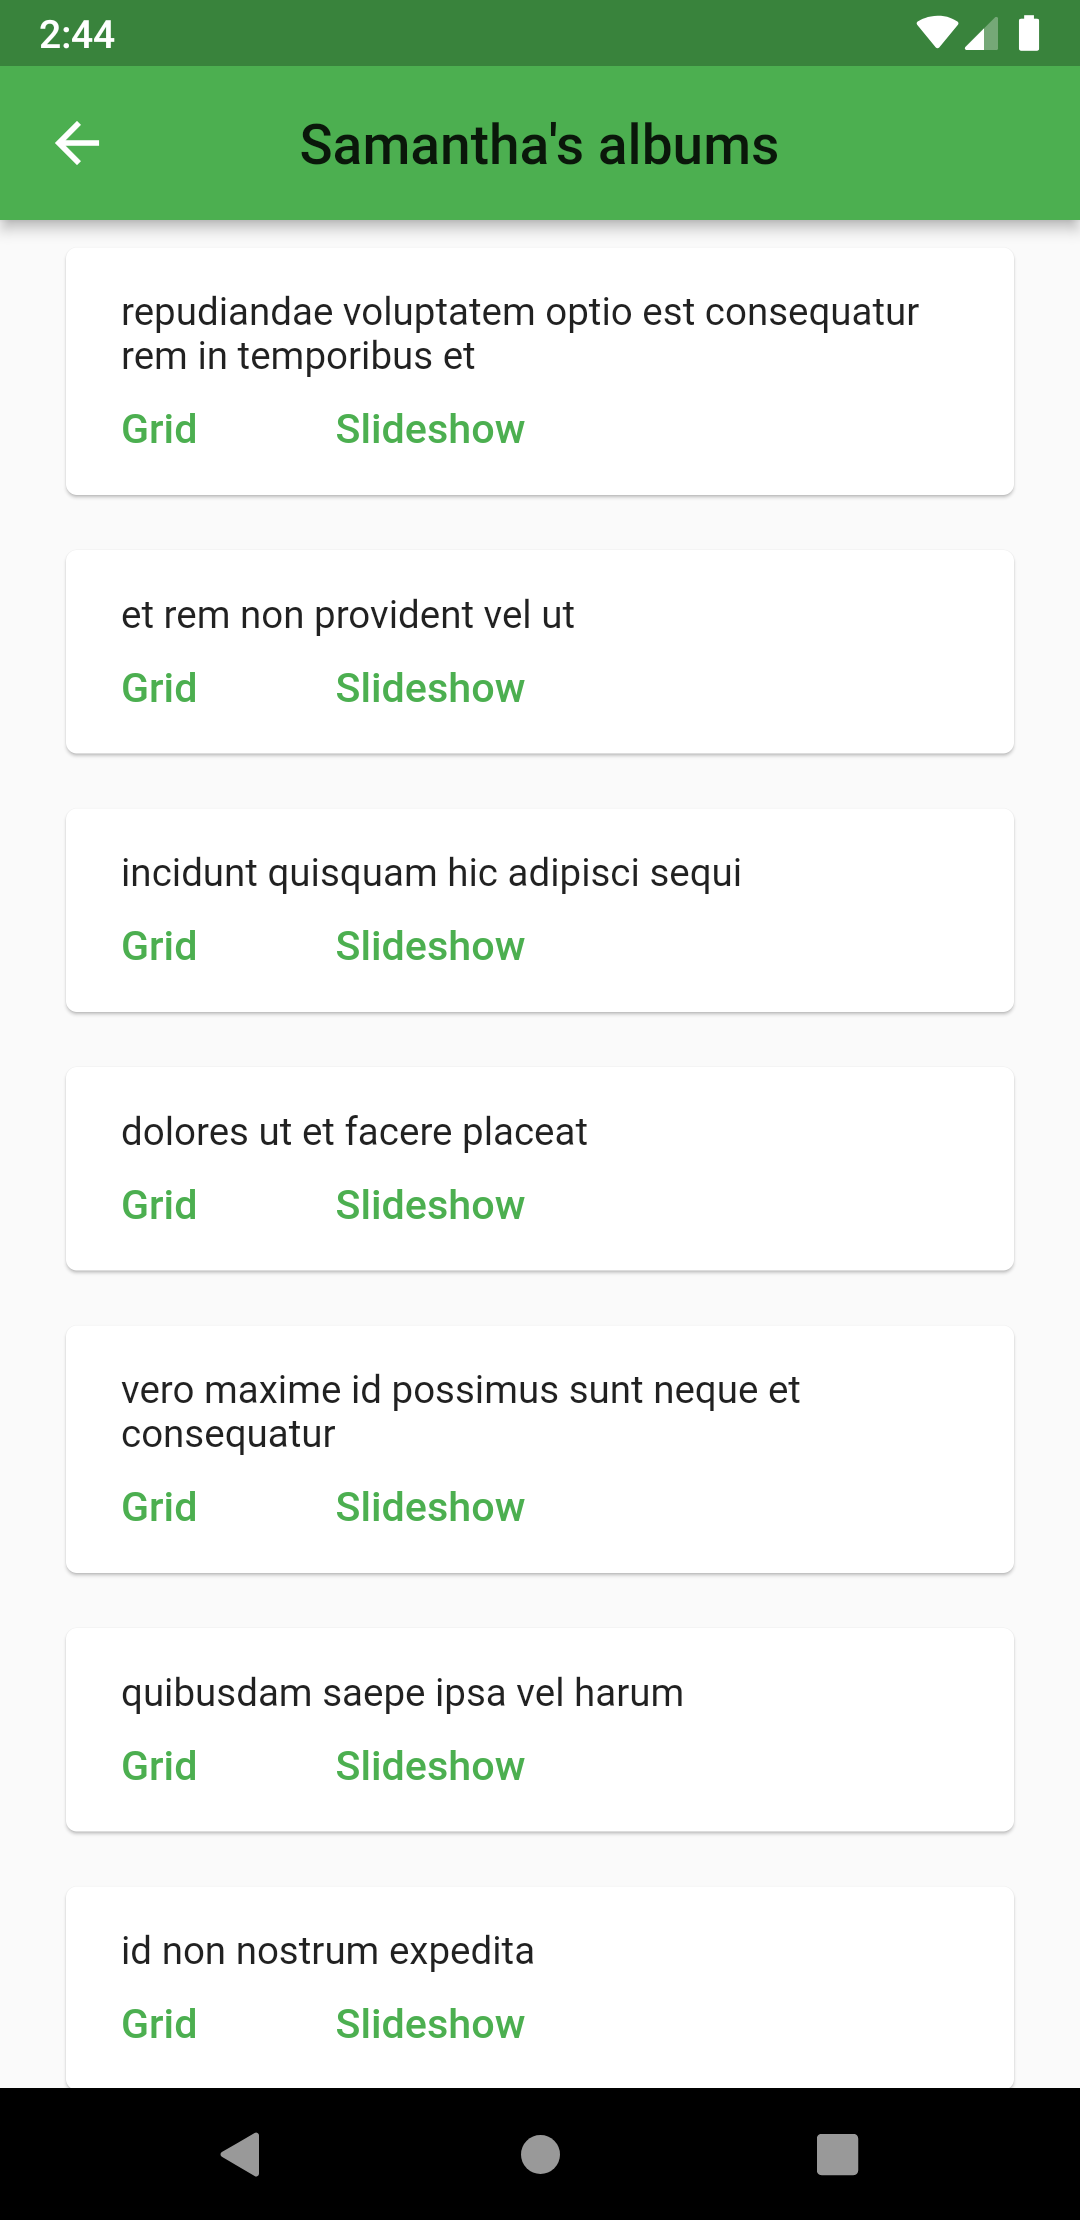 2:44
Samantha's albums
repudiandae voluptatem optio est consequatur
rem in temporibus et
Grid Slideshow
et rem non provident vel ut
Grid Slideshow
incidunt quisquam hic adipisci sequi
Grid Slideshow
dolores ut et facere placeat
Grid Slideshow
vero maxime id possimus sunt neque et
consequatur
Grid Slideshow
quibusdam saepe ipsa vel harum
Grid Slideshow
id non nostrum expedita
Grid Slideshow